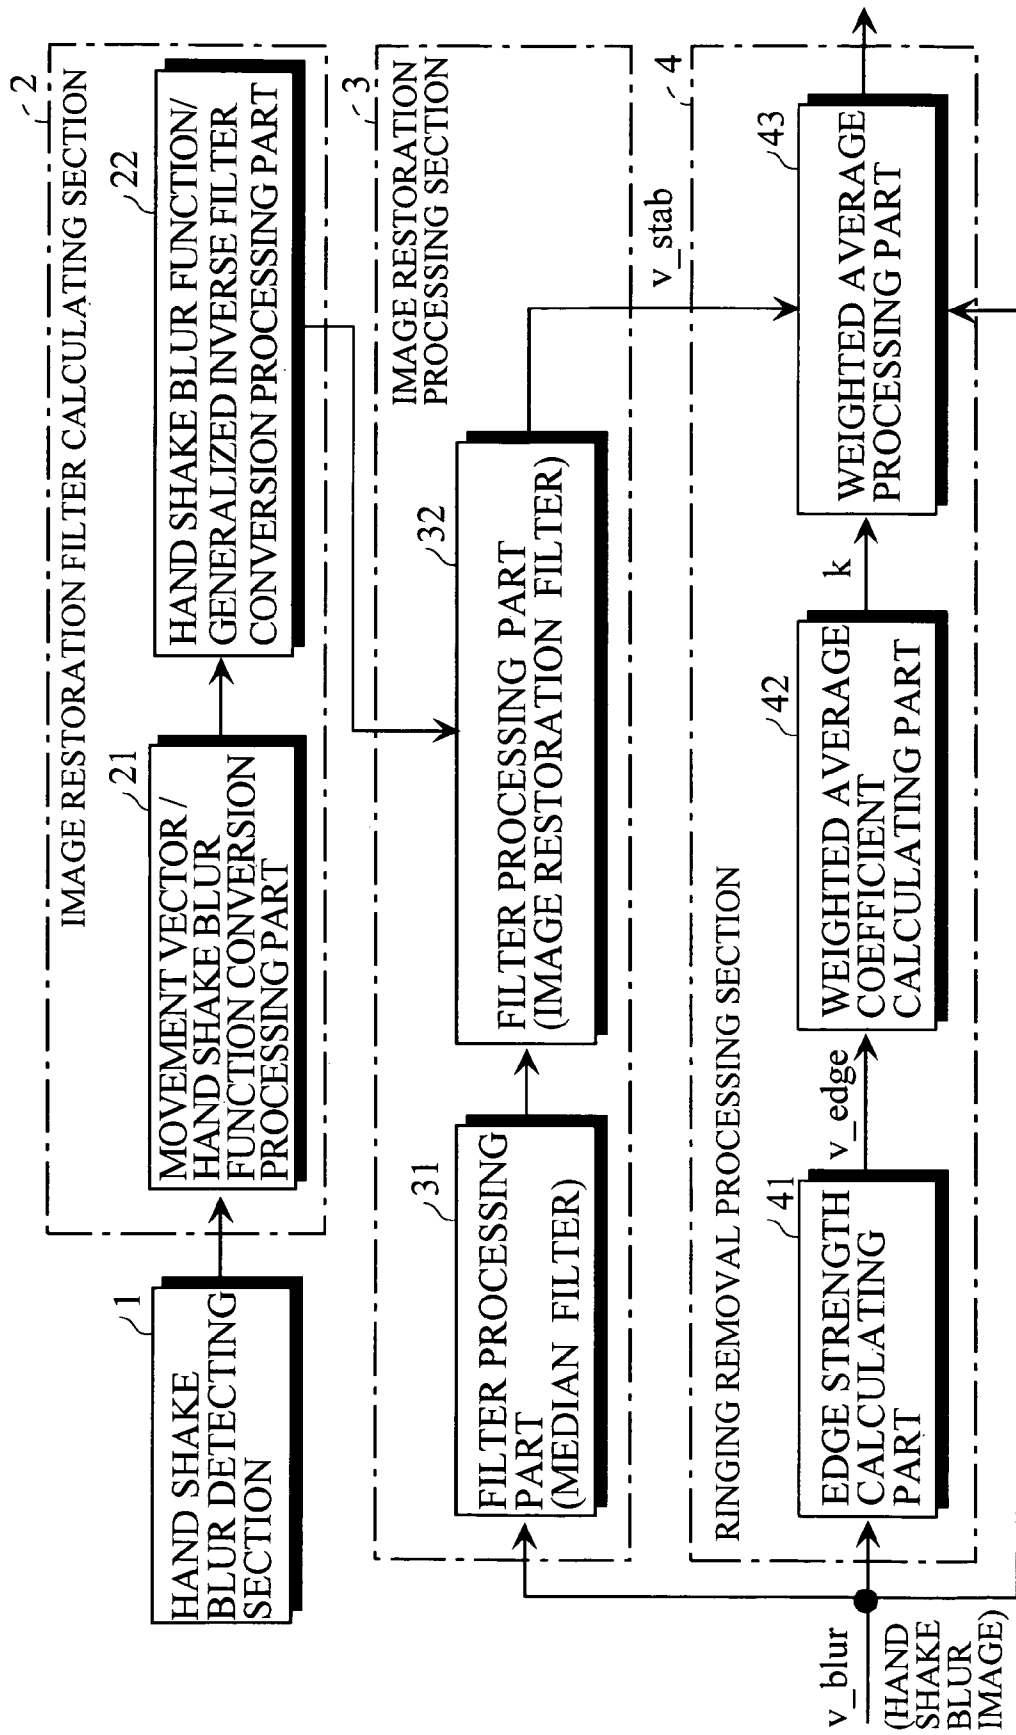 1
HAND SHAKE
BLUR DETECTING
SECTION
2
IMAGE RESTORATION FILTER CALCULATING SECTION
21
MOVEMENT VECTOR/
HAND SHAKE BLUR
FUNCTION CONVERSION
PROCESSING PART
22
HAND SHAKE BLUR FUNCTION/
GENERALIZED INVERSE FILTER
CONVERSION PROCESSING PART
3
IMAGE RESTORATION
PROCESSING SECTION
31
FILTER PROCESSING
PART
(MEDIAN FILTER)
32
FILTER PROCESSING PART
(IMAGE RESTORATION FILTER)
v_stab
4
RINGING REMOVAL PROCESSING SECTION
v_blur
(HAND
SHAKE
BLUR
IMAGE)
41
EDGE STRENGTH
CALCULATING
PART
v_edge
42
WEIGHTED AVERAGE
COEFFICIENT
CALCULATING PART
k
43
WEIGHTED AVERAGE
PROCESSING PART